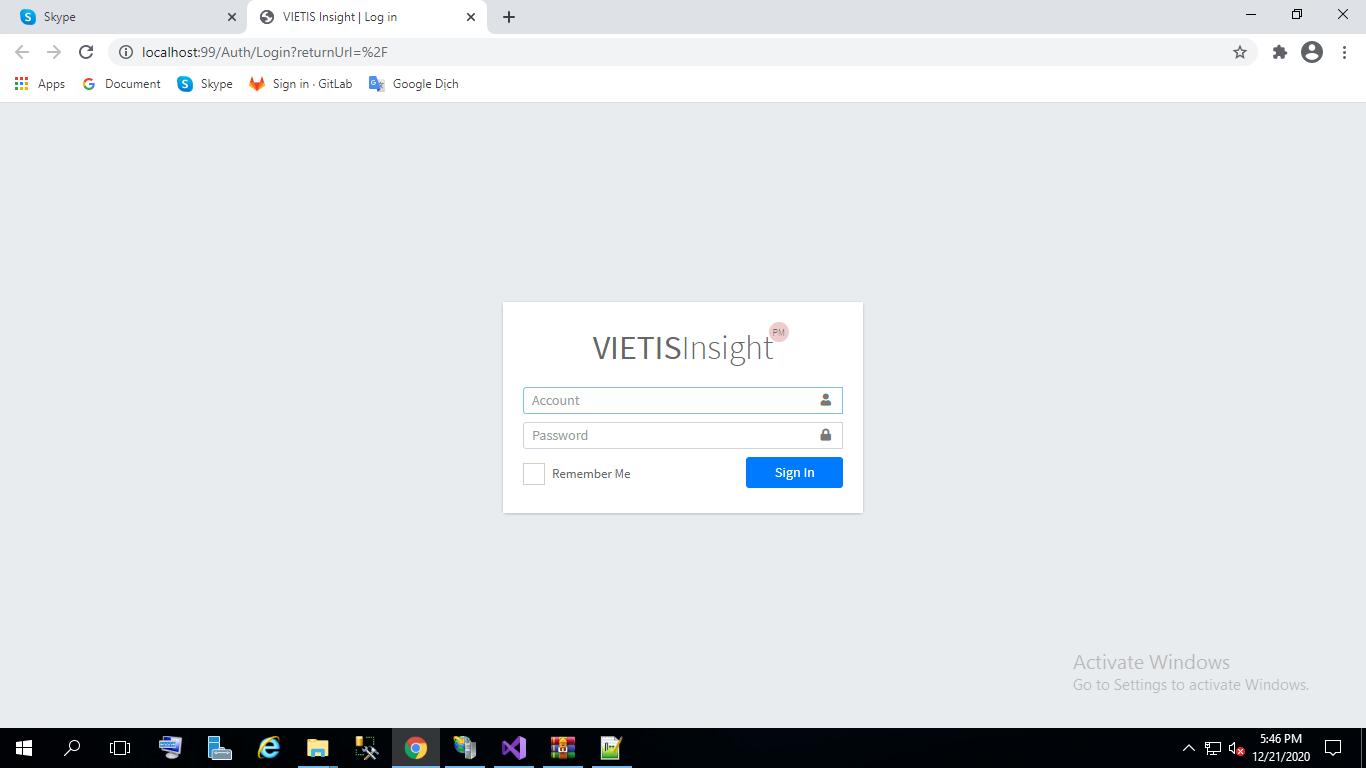 Skype
VIETIS Insight | Log in
localhost:99/Auth/Login?returnUrl=%2F
Apps
Document
Skype
Sign in · GitLab
Google Dịch
VIETISInsight PM
Account
Password
Remember Me
Sign In
Activate Windows
Go to Settings to activate Windows.
5:46 PM
12/21/2020